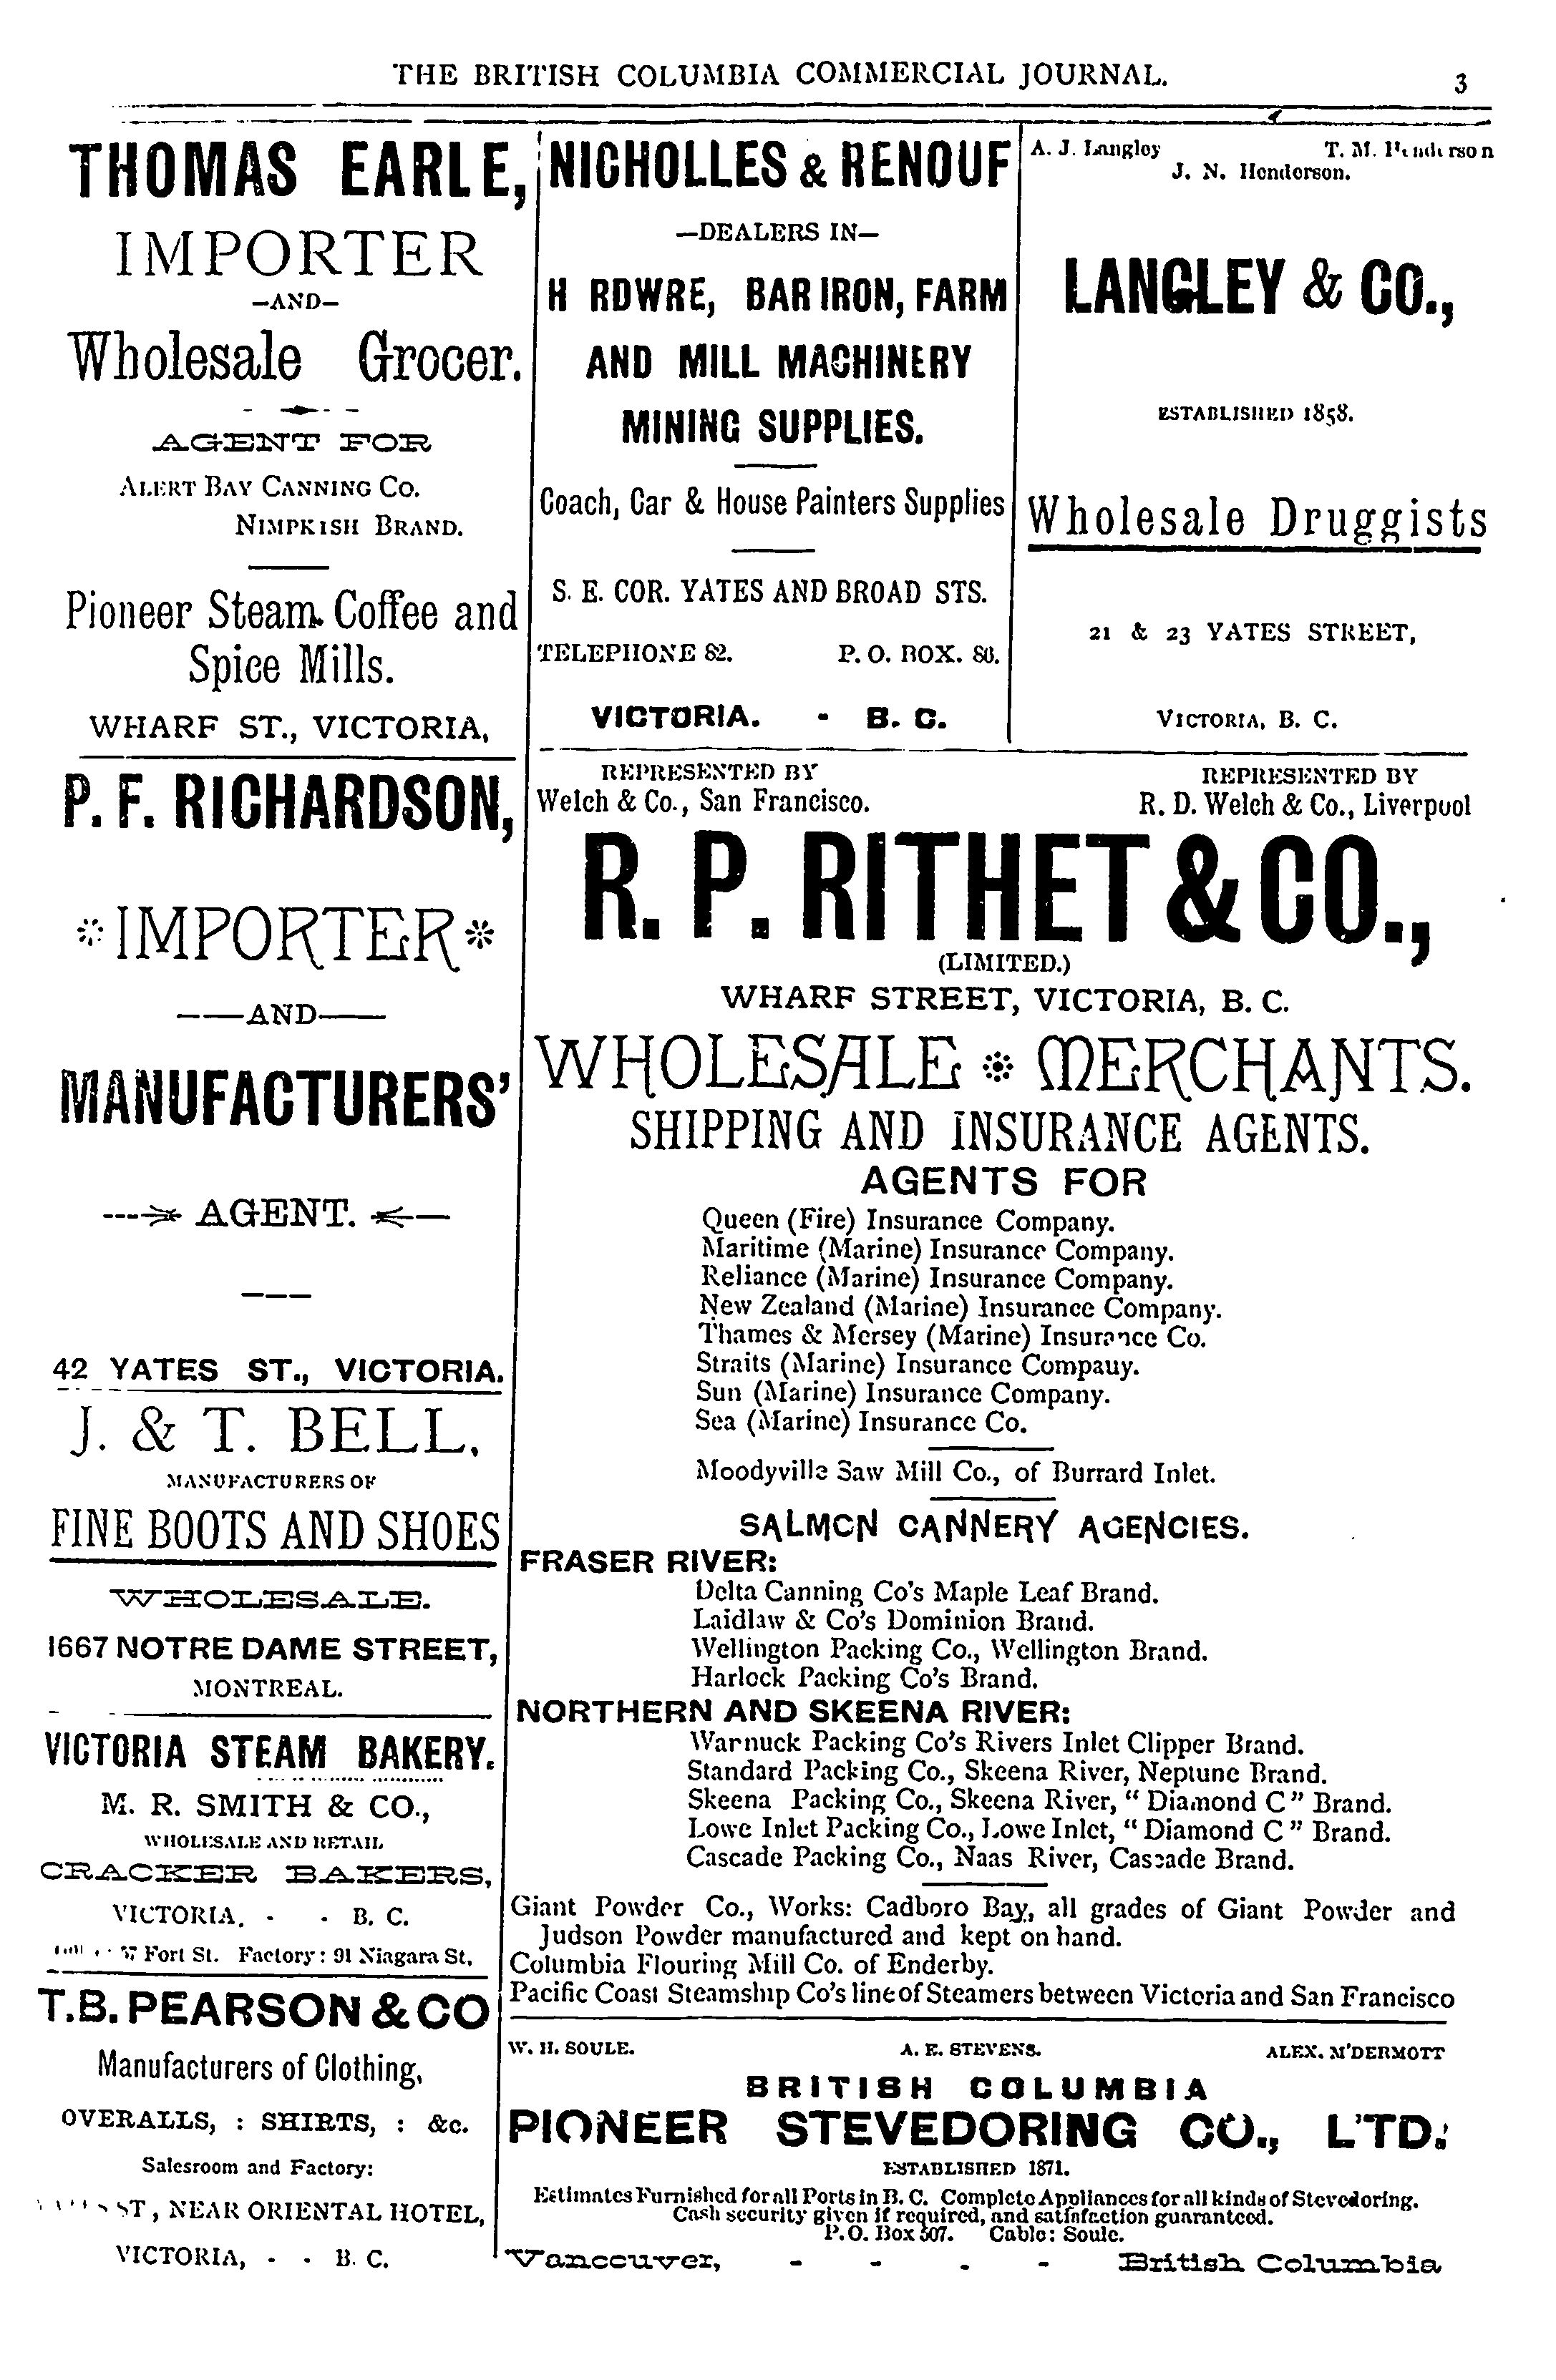 THE BRITISH COLUMBIA COMMERCIAL JOURNAL.
3
THOMAS EARLE,
IMPORTER
—AND—
Wholesale Grocer.
AGENT FOR
ALERT BAY CANNING CO.
NIMPKISH BRAND.
Pioneer Steam Coffee and
Spice Mills.
WHARF ST., VICTORIA,
P. F. RICHARDSON,
IMPORTER
——AND——
MANUFACTURERS'
AGENT.
42 YATES ST., VICTORIA.
J. & T. BELL,
MANUFACTURERS OF
FINE BOOTS AND SHOES
WHOLESALE.
1667 NOTRE DAME STREET,
MONTREAL.
VICTORIA STEAM BAKERY.
M. R. SMITH & CO.,
WHOLESALE AND RETAIL
CRACKER BAKERS,
VICTORIA, - - B. C.
57 Fort St. Factory: 91 Niagara St,
T.B. PEARSON & CO
Manufacturers of Clothing,
OVERALLS, : SHIRTS, : &c.
Salesroom and Factory:
ST, NEAR ORIENTAL HOTEL,
VICTORIA, - - B. C.
NICHOLLES & RENOUF
—DEALERS IN—
H RDWRE, BAR IRON, FARM
AND MILL MACHINERY
MINING SUPPLIES.
Coach, Car & House Painters Supplies
S. E. COR. YATES AND BROAD STS.
TELEPHONE 82. P. O. BOX. 86.
VICTORIA. - B. C.
A. J. Langley T. M. Henderson
J. N. Henderson.
LANGLEY & CO.,
ESTABLISHED 1858.
Wholesale Druggists
21 & 23 YATES STREET,
VICTORIA, B. C.
REPRESENTED BY
Welch & Co., San Francisco.
REPRESENTED BY
R. D. Welch & Co., Liverpool
R. P. RITHET & CO.,
(LIMITED.)
WHARF STREET, VICTORIA, B. C.
WHOLESALE MERCHANTS.
SHIPPING AND INSURANCE AGENTS.
AGENTS FOR
Queen (Fire) Insurance Company.
Maritime (Marine) Insurance Company.
Reliance (Marine) Insurance Company.
New Zealand (Marine) Insurance Company.
Thames & Mersey (Marine) Insurance Co.
Straits (Marine) Insurance Compauy.
Sun (Marine) Insurance Company.
Sea (Marine) Insurance Co.
Moodyville Saw Mill Co., of Burrard Inlet.
SALMON CANNERY AGENCIES.
FRASER RIVER:
Delta Canning Co's Maple Leaf Brand.
Laidlaw & Co's Dominion Brand.
Wellington Packing Co., Wellington Brand.
Harlock Packing Co's Brand.
NORTHERN AND SKEENA RIVER:
Warnuck Packing Co's Rivers Inlet Clipper Brand.
Standard Packing Co., Skeena River, Neptune Brand.
Skeena Packing Co., Skeena River, “ Diamond C ” Brand.
Lowe Inlet Packing Co., Lowe Inlet, “ Diamond C ” Brand.
Cascade Packing Co., Naas River, Cascade Brand.
Giant Powder Co., Works: Cadboro Bay, all grades of Giant Powder and
Judson Powder manufactured and kept on hand.
Columbia Flouring Mill Co. of Enderby.
Pacific Coast Steamship Co's line of Steamers between Victoria and San Francisco
W. H. SOULE. A. E. STEVENS. ALEX. M'DERMOTT
BRITISH COLUMBIA
PIONEER STEVEDORING CO., L'TD.
ESTABLISHED 1871.
Estimates Furnished for all Ports in B. C. Complete Appliances for all kinds of Stevedoring.
Cash security given if required, and satisfaction guaranteed.
P. O. Box 507. Cable: Soule.
Vancouver, - - - - British Columbia